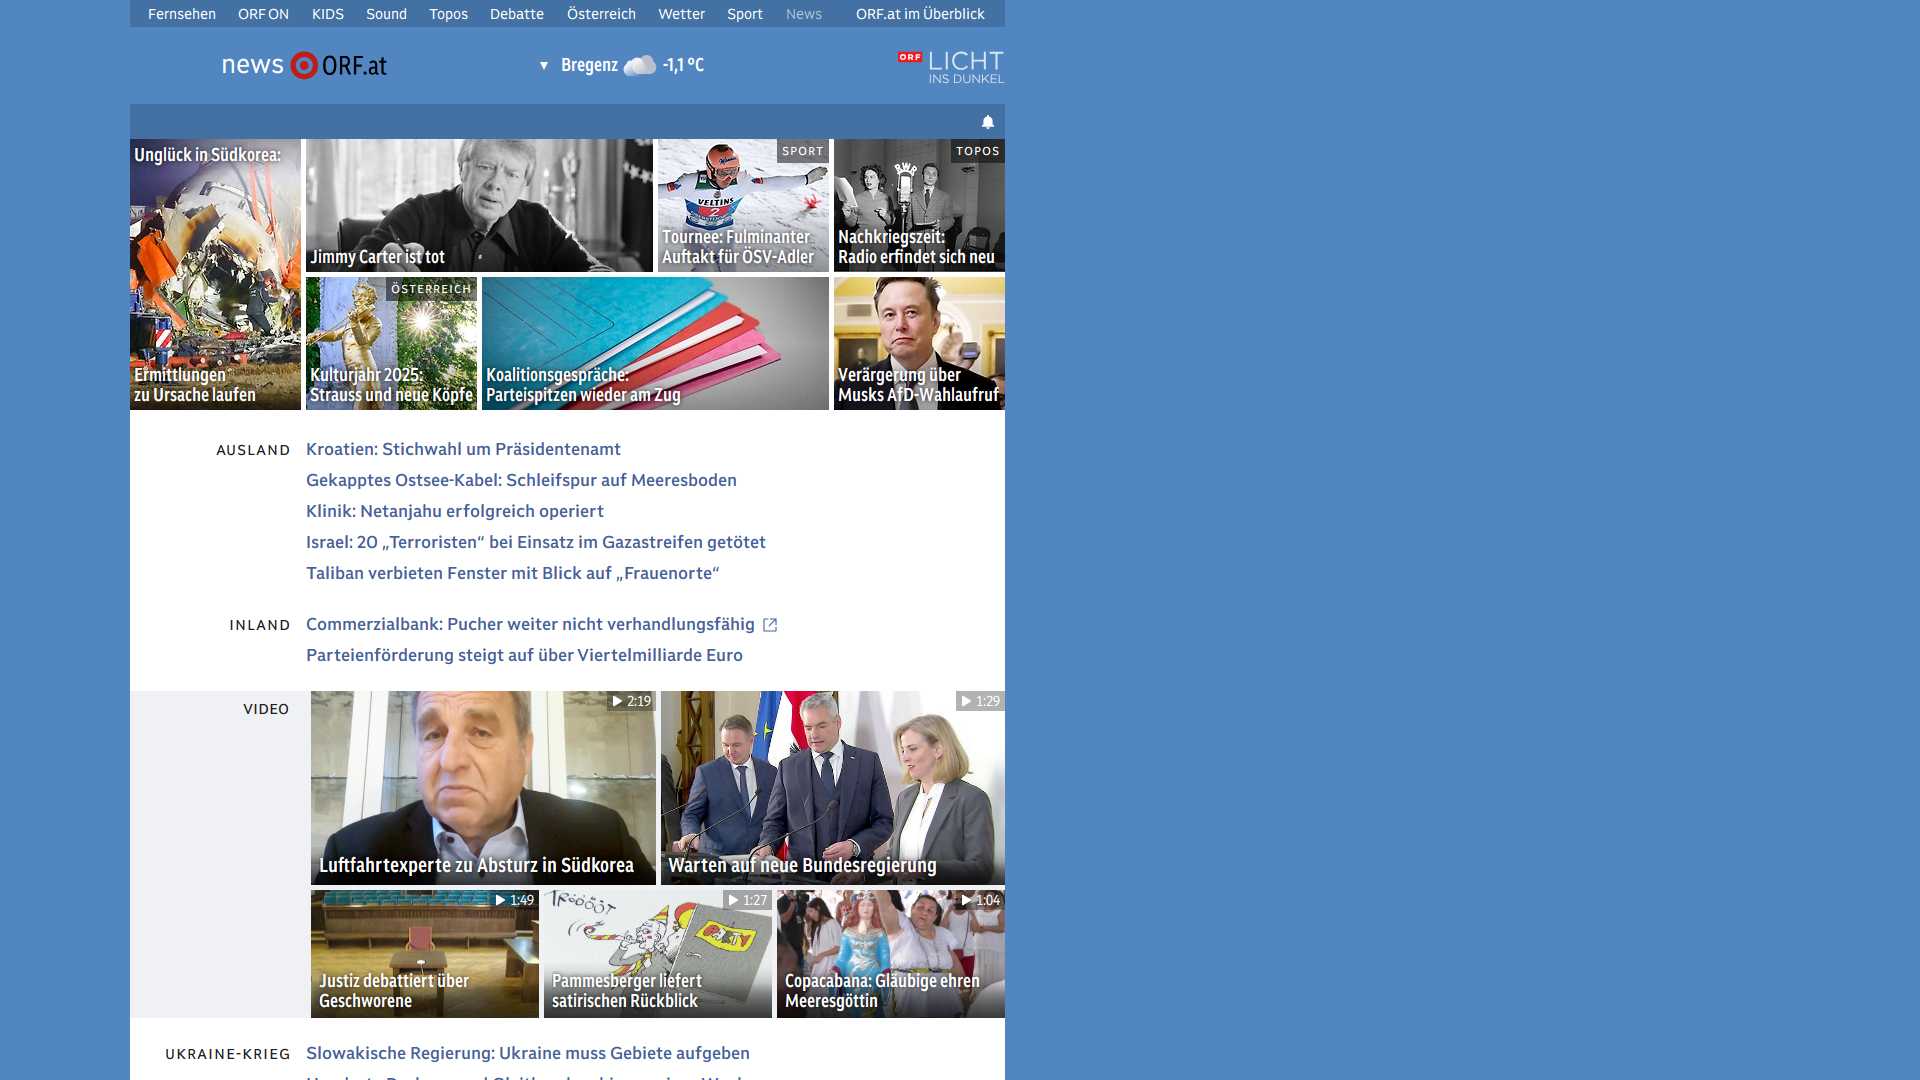 Fernsehen ORF ON KIDS Sound Topos Debatte Österreich Wetter Sport News ORF.at im Überblick
news ORF.at
Bregenz -1,1 ºC
ORF LICHT
INS DUNKEL
Unglück in Südkorea:
Ermittlungen
zu Ursache laufen
Jimmy Carter ist tot
SPORT
VELTINS
2
Tournee: Fulminanter
Auftakt für ÖSV-Adler
TOPOS
RWR
Nachkriegszeit:
Radio erfindet sich neu
ÖSTERREICH
Kulturjahr 2025:
Strauss und neue Köpfe
Koalitionsgespräche:
Parteispitzen wieder am Zug
Verärgerung über
Musks AfD-Wahlaufruf
AUSLAND
Kroatien: Stichwahl um Präsidentenamt
Gekapptes Ostsee-Kabel: Schleifspur auf Meeresboden
Klinik: Netanjahu erfolgreich operiert
Israel: 20 „Terroristen“ bei Einsatz im Gazastreifen getötet
Taliban verbieten Fenster mit Blick auf „Frauenorte“
INLAND
Commerzialbank: Pucher weiter nicht verhandlungsfähig
Parteienförderung steigt auf über Viertelmilliarde Euro
VIDEO
2:19
Luftfahrtexperte zu Absturz in Südkorea
1:29
Warten auf neue Bundesregierung
1:49
Justiz debattiert über
Geschworene
1:27
TRÖÖÖÖT
PARTY
Pammesberger liefert
satirischen Rückblick
1:04
Copacabana: Gläubige ehren
Meeresgöttin
UKRAINE-KRIEG
Slowakische Regierung: Ukraine muss Gebiete aufgeben